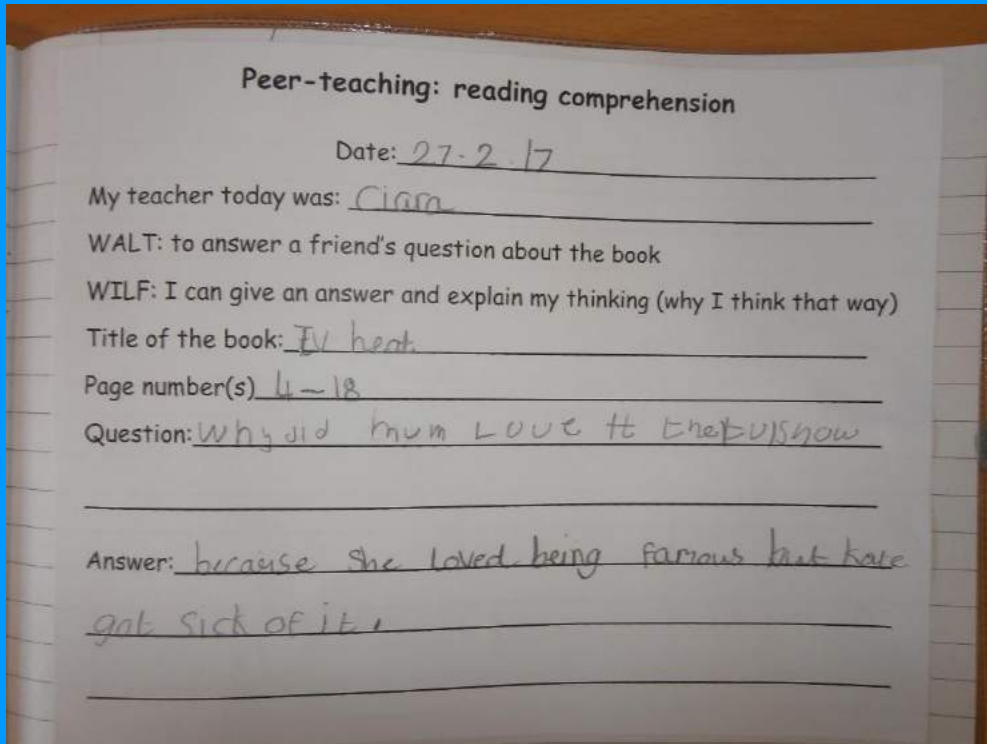 Peer-teaching: reading comprehension
Date: 27.2.17
My teacher today was: Ciara
WALT: to answer a friend's question about the book
WILF: I can give an answer and explain my thinking (why I think that way)
Title of the book: TV
Page number(s) 4-18
Question: Why did mum Love the tv show
Answer: because She loved being famous but kate
got sick of it.